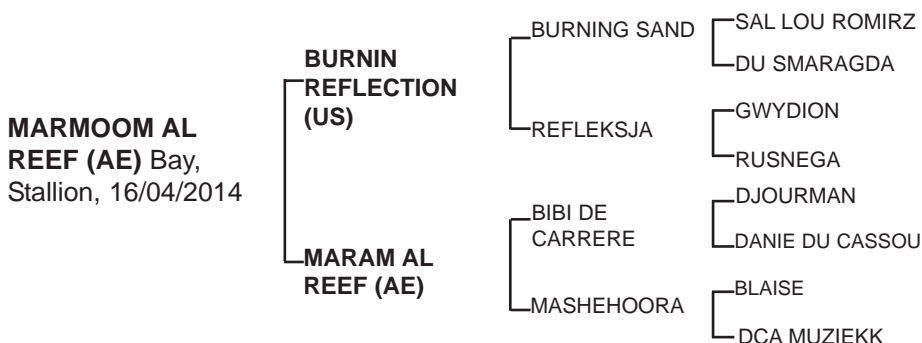 MARMOOM AL
REEF (AE) Bay,
Stallion, 16/04/2014
BURNIN
REFLECTION
(US)
MARAM AL
REEF (AE)
BURNING SAND
REFLEKSJA
BIBI DE
CARRERE
MASHEHOORA
SAL LOU ROMIRZ
DU SMARAGDA
GWYDION
RUSNEGA
DJOURMAN
DANIE DU CASSOU
BLAISE
DCA MUZIEKK